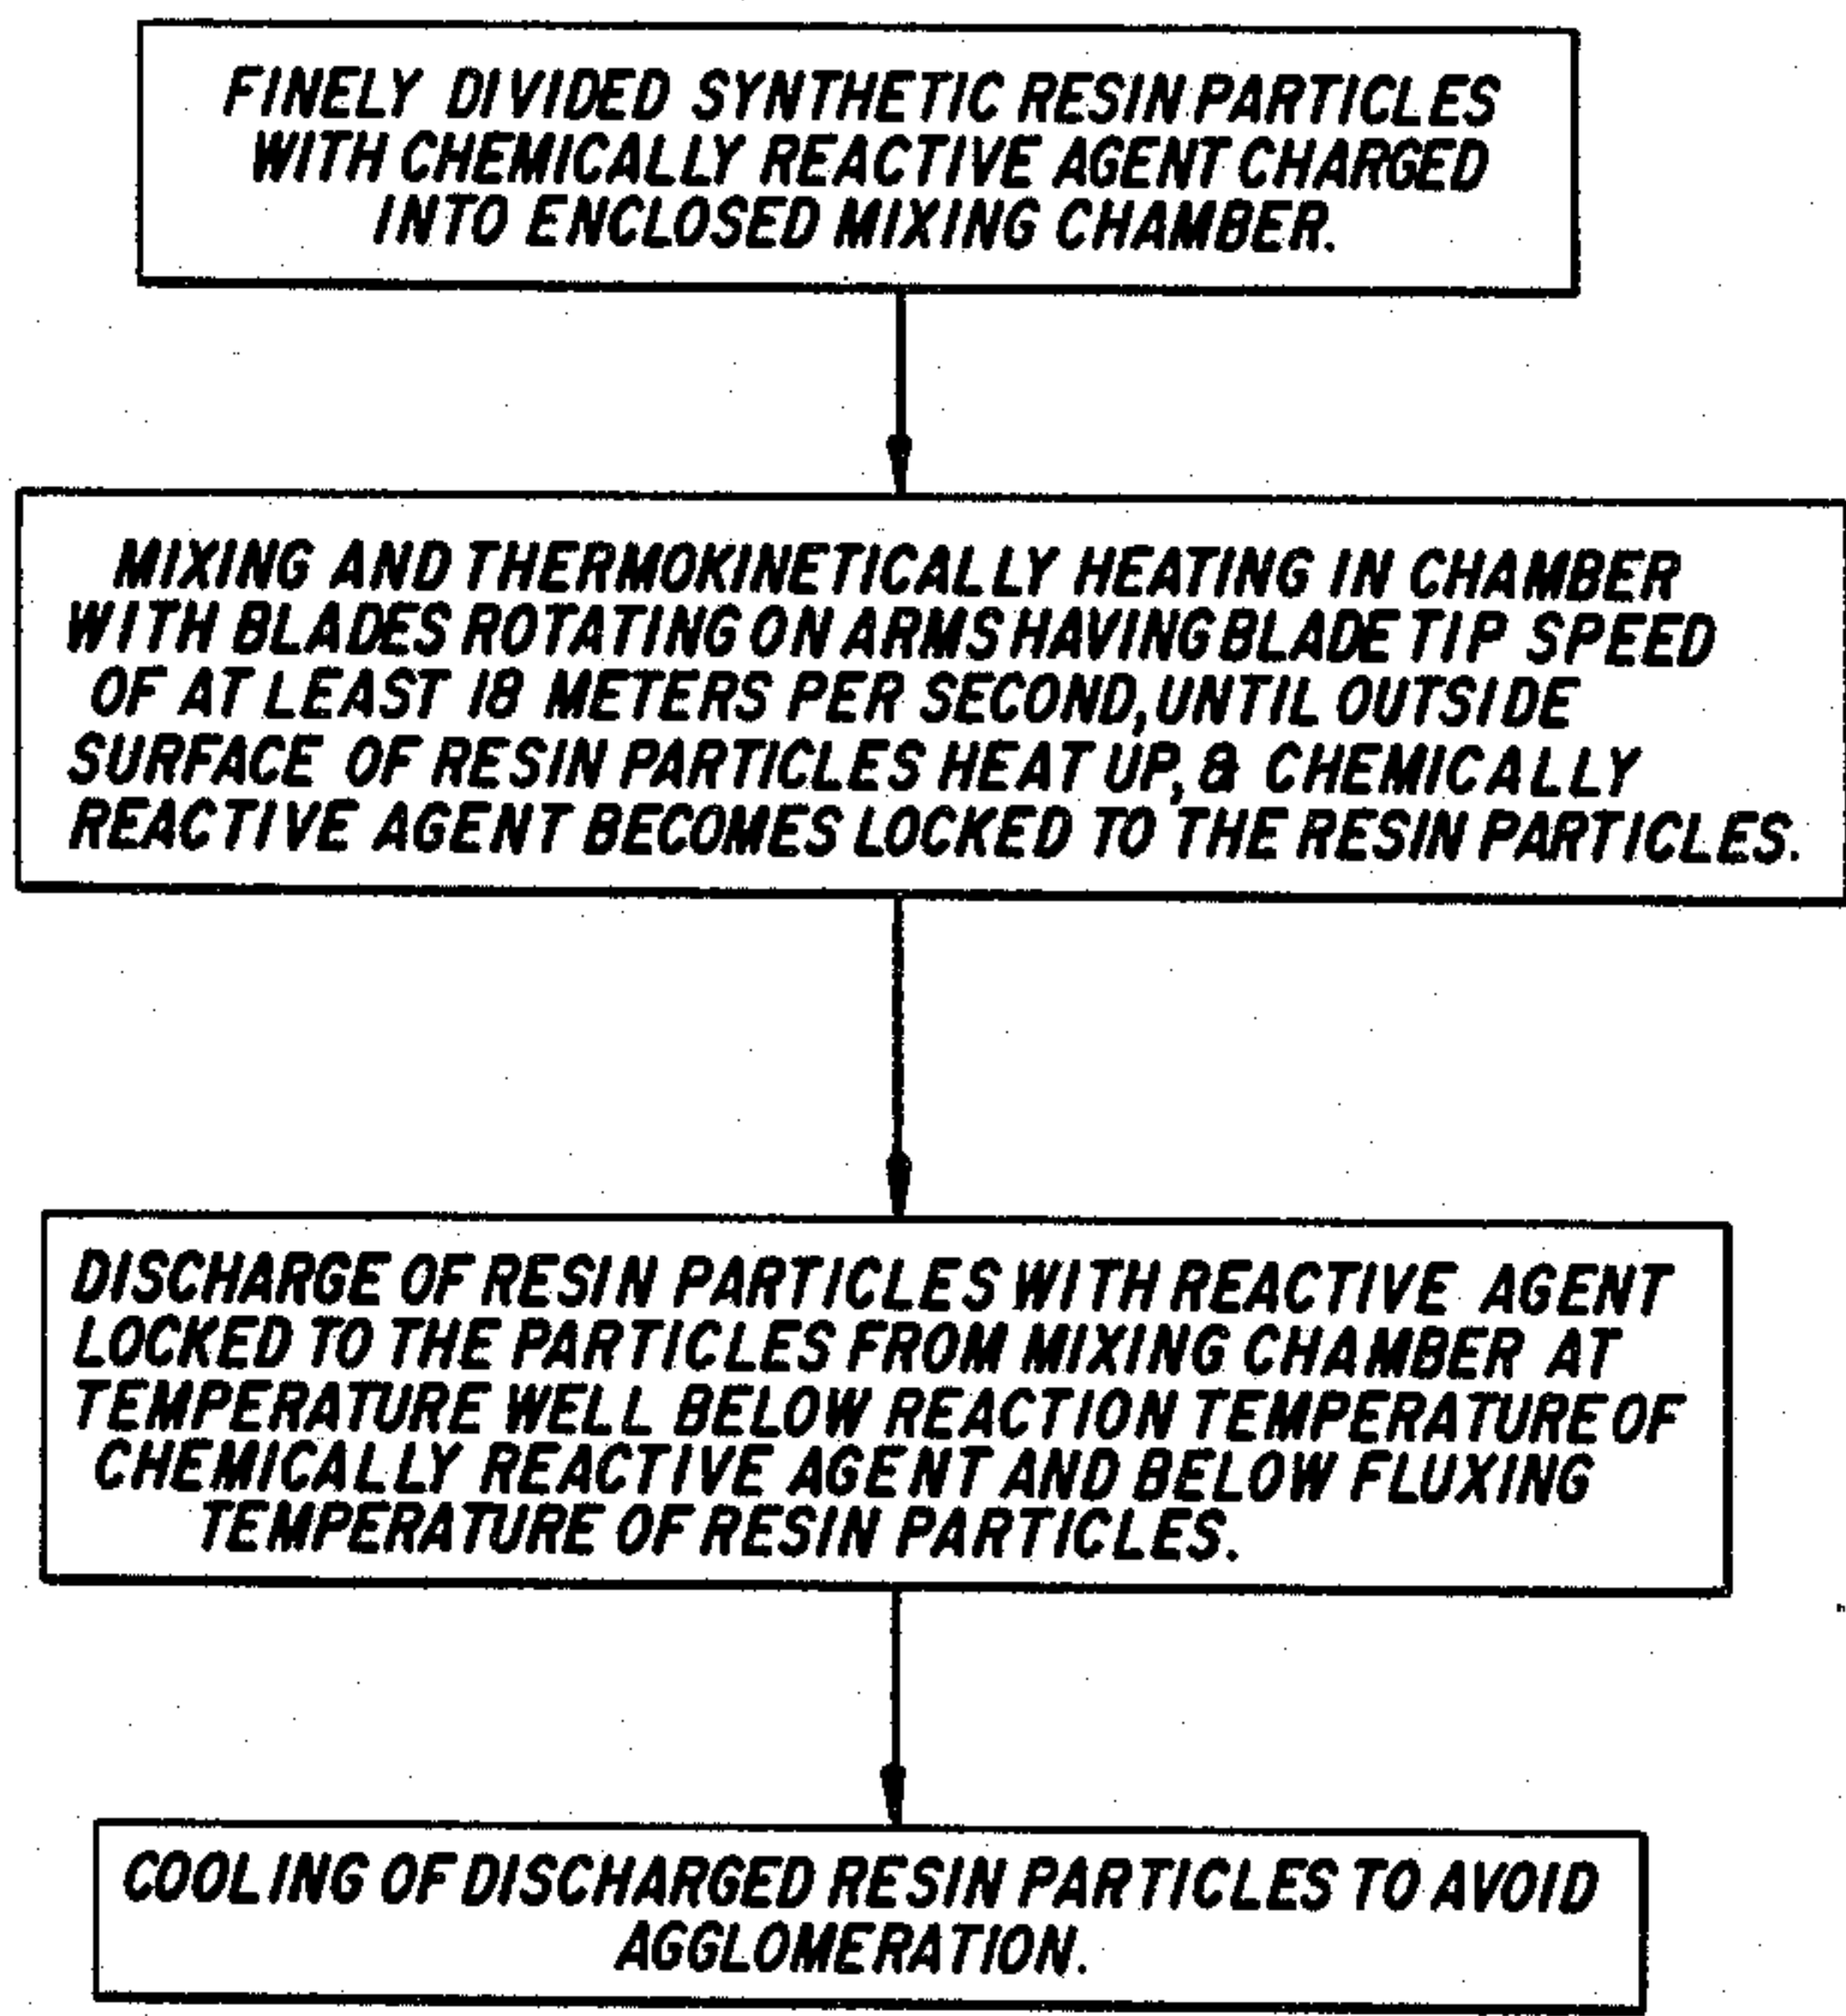 FINELY DIVIDED SYNTHETIC RESIN PARTICLES
WITH CHEMICALLY REACTIVE AGENT CHARGED
INTO ENCLOSED MIXING CHAMBER.
MIXING AND THERMOKINETICALLY HEATING IN CHAMBER
WITH BLADES ROTATING ON ARMS HAVING BLADE TIP SPEED
OF AT LEAST 18 METERS PER SECOND, UNTIL OUTSIDE
SURFACE OF RESIN PARTICLES HEAT UP, & CHEMICALLY
REACTIVE AGENT BECOMES LOCKED TO THE RESIN PARTICLES.
DISCHARGE OF RESIN PARTICLES WITH REACTIVE AGENT
LOCKED TO THE PARTICLES FROM MIXING CHAMBER AT
TEMPERATURE WELL BELOW REACTION TEMPERATURE OF
CHEMICALLY REACTIVE AGENT AND BELOW FLUXING
TEMPERATURE OF RESIN PARTICLES.
COOLING OF DISCHARGED RESIN PARTICLES TO AVOID
AGGLOMERATION.